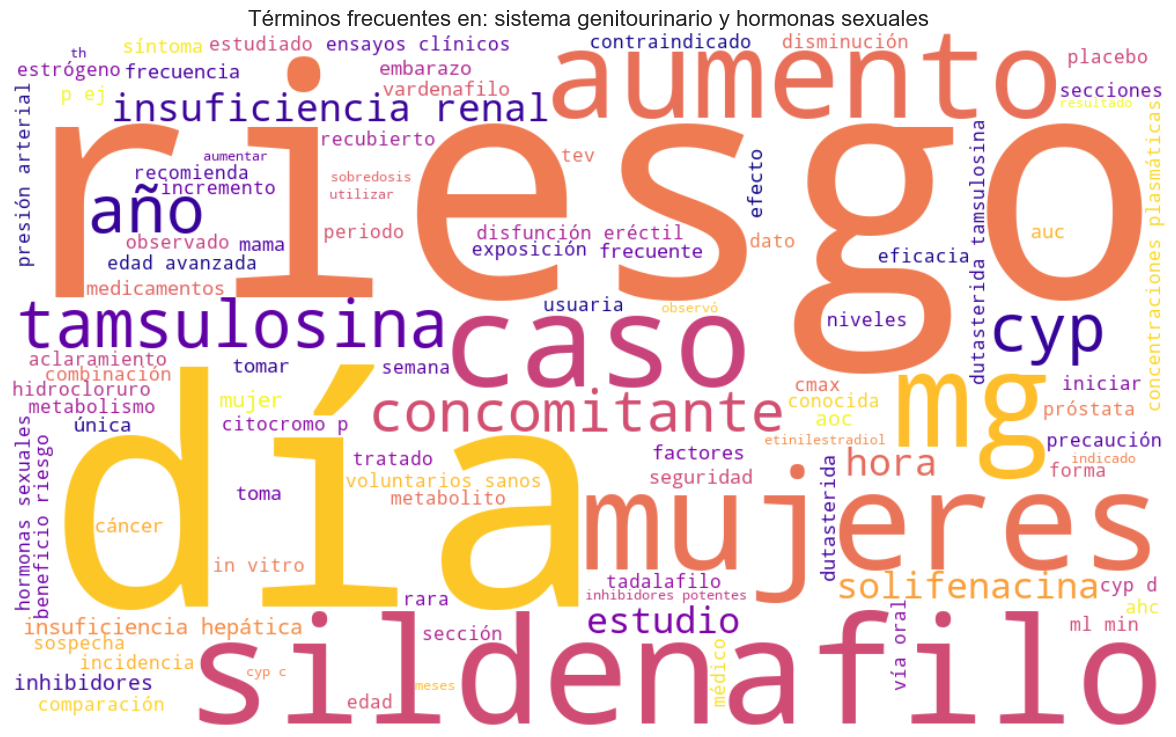 Términos frecuentes en: sistema genitourinario y hormonas sexuales
th
síntoma
estudiado
ensayos clínicos
contraindicado
disminución
aumento
placebo
estrógeno
frecuencia
embarazo
vardenafilo
p ej
insuficiencia renal
secciones
resultado
presión arterial
riesgo
recubierto
aumentar
recomienda
incremento
sobredosis
utilizar
tev
efecto
año
observado
mama
periodo
disfunción eréctil
exposición
frecuente
dato
auc
eficacia
dutasterida tamsulosina
concentraciones plasmáticas
edad avanzada
medicamentos
usuaria
observó
niveles
tamsulosina
caso
cyp
aclaramiento
combinación
tomar
semana
hidrocloruro
metabolismo
única
mujer
citocromo p
concomitante
cmax
conocida
aoc
mg
iniciar
próstata
precaución
etinilestradiol
indicado
hormonas sexuales
beneficio riesgo
día
tratado
voluntarios sanos
metabolito
toma
factores
seguridad
hora
forma
cáncer
in vitro
mujeres
dutasterida
rara
tadalafilo
inhibidores potentes
solifenacina
cyp d
ahc
insuficiencia hepática
sospecha
incidencia
sección
estudio
ml min
vía oral
médico
cyp c
inhibidores
comparación
edad
meses
sildenafilo